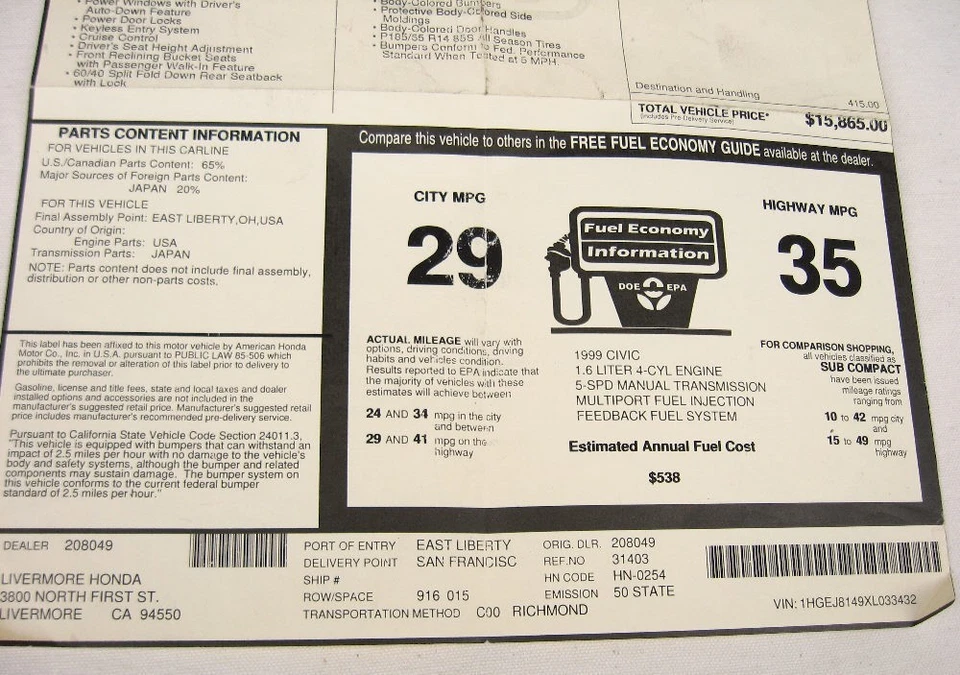 • Power Windows with Driver's
Auto-Down Feature
• Power Door Locks
• Keyless Entry System
• Cruise Control
• Driver's Seat Height Adjustment
• Front Reclining Bucket Seats
with Passenger Walk-In Feature
• 60/40 Split Fold Down Rear Seatback
with Lock
• Body-Colored Bumpers
• Protective Body-Colored Side
Moldings
• Body-Colored Door Handles
• P185/65 R14 85S All Season Tires
• Bumpers Conform to Fed. Performance
Standard When Tested at 5 MPH.
Destination and Handling 415.00
TOTAL VEHICLE PRICE* $15,865.00
(Includes Pre-Delivery Service)
PARTS CONTENT INFORMATION
FOR VEHICLES IN THIS CARLINE
U.S./Canadian Parts Content: 65%
Major Sources of Foreign Parts Content:
JAPAN 20%
FOR THIS VEHICLE
Final Assembly Point: EAST LIBERTY,OH,USA
Country of Origin:
Engine Parts: USA
Transmission Parts: JAPAN
NOTE: Parts content does not include final assembly,
distribution or other non-parts costs.
This label has been affixed to this motor vehicle by American Honda
Motor Co., Inc. in U.S.A. pursuant to PUBLIC LAW 85-506 which
prohibits the removal or alteration of this label prior to delivery to
the ultimate purchaser.
Gasoline, license and title fees, state and local taxes and dealer
installed options and accessories are not included in the
manufacturer's suggested retail price. Manufacturer's suggested retail
price includes manufacturer's recommended pre-delivery service.
Pursuant to California State Vehicle Code Section 24011.3,
"This vehicle is equipped with bumpers that can withstand an
impact of 2.5 miles per hour with no damage to the vehicle's
body and safety systems, although the bumper and related
components may sustain damage. The bumper system on
this vehicle conforms to the current federal bumper
standard of 2.5 miles per hour."
Compare this vehicle to others in the FREE FUEL ECONOMY GUIDE available at the dealer.
CITY MPG
29
Fuel Economy
Information
DOE EPA
HIGHWAY MPG
35
ACTUAL MILEAGE will vary with
options, driving conditions, driving
habits and vehicles condition.
Results reported to EPA indicate that
the majority of vehicles with these
estimates will achieve between
24 AND 34 mpg in the city
and between
29 AND 41 mpg on the
highway
1999 CIVIC
1.6 LITER 4-CYL ENGINE
5-SPD MANUAL TRANSMISSION
MULTIPORT FUEL INJECTION
FEEDBACK FUEL SYSTEM
Estimated Annual Fuel Cost
$538
FOR COMPARISON SHOPPING,
all vehicles classified as
SUB COMPACT
have been issued
mileage ratings
ranging from
10 to 42 mpg city
and
15 to 49 mpg
highway
DEALER 208049
LIVERMORE HONDA
3800 NORTH FIRST ST.
LIVERMORE CA 94550
PORT OF ENTRY EAST LIBERTY
DELIVERY POINT SAN FRANCISC
SHIP #
ROW/SPACE 916 015
TRANSPORTATION METHOD C00 RICHMOND
ORIG. DLR. 208049
REF.NO 31403
HN CODE HN-0254
EMISSION 50 STATE
VIN: 1HGEJ8149XL033432